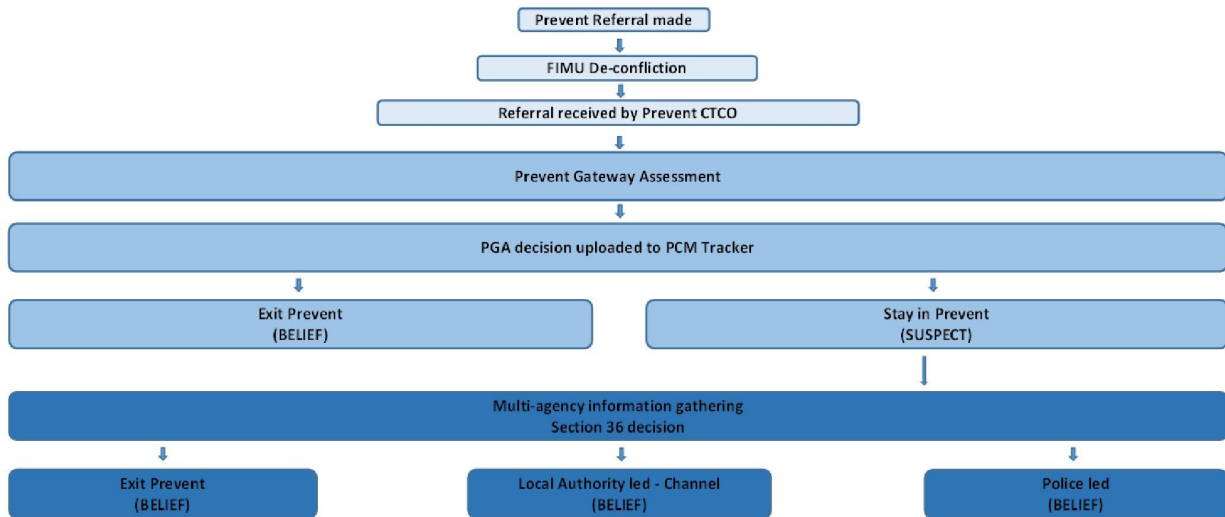 Prevent Referral made
FIMU De-confliction
Referral received by Prevent CTCO
Prevent Gateway Assessment
PGA decision uploaded to PCM Tracker
Exit Prevent
(BELIEF)
Stay in Prevent
(SUSPECT)
Multi-agency information gathering
Section 36 decision
Exit Prevent
(BELIEF)
Local Authority led - Channel
(BELIEF)
Police led
(BELIEF)